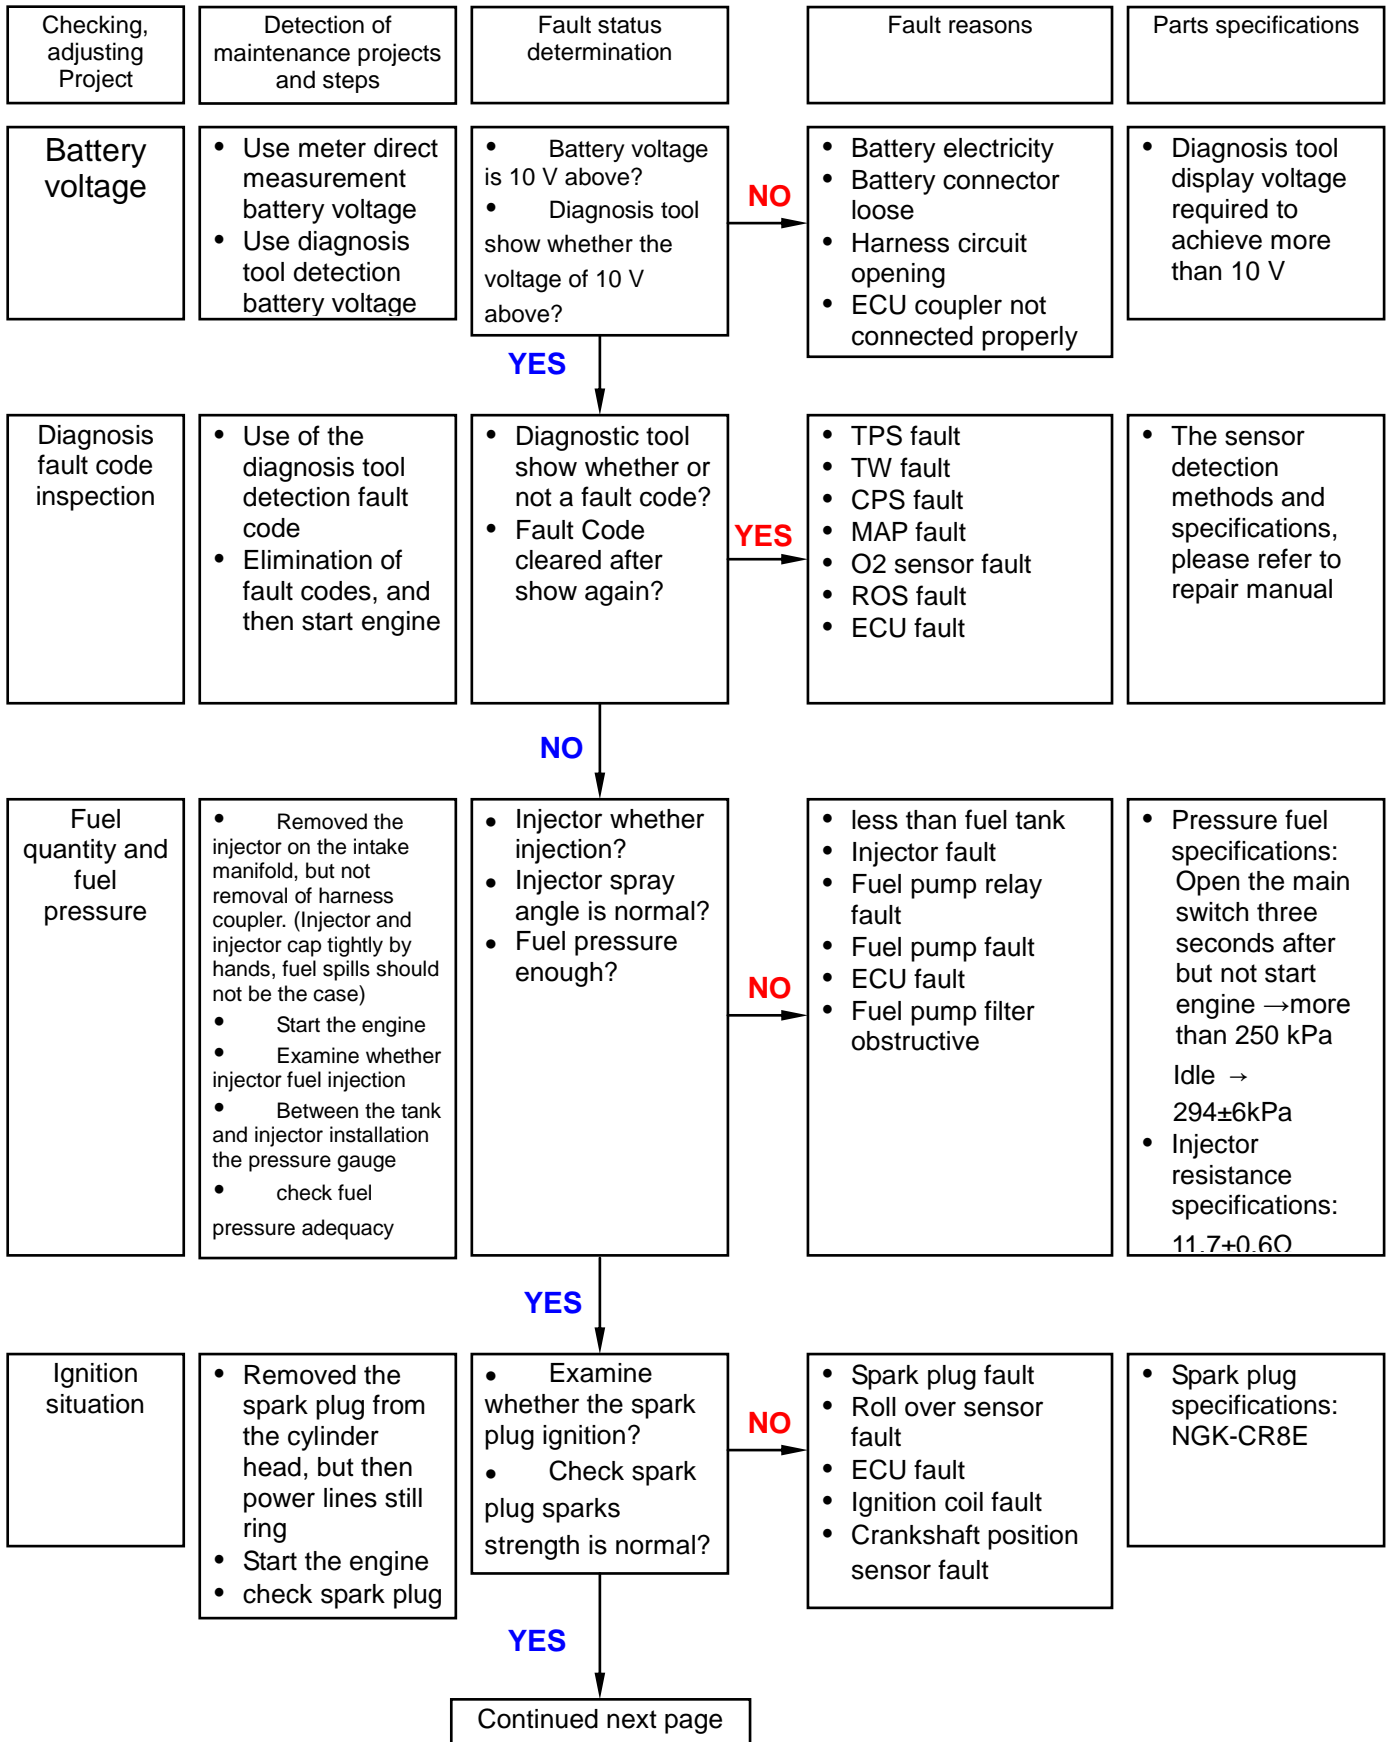 Checking,
adjusting
Project
Detection of
maintenance projects
and steps
Fault status
determination
Fault reasons
Parts specifications
Battery
voltage
• Use meter direct
measurement
battery voltage
• Use diagnosis
tool detection
battery voltage
• Battery voltage
is 10 V above?
• Diagnosis tool
show whether the
voltage of 10 V
above?
NO
• Battery electricity
• Battery connector
loose
• Harness circuit
opening
• ECU coupler not
connected properly
• Diagnosis tool
display voltage
required to
achieve more
than 10 V
YES
Diagnosis
fault code
inspection
• Use of the
diagnosis tool
detection fault
code
• Elimination of
fault codes, and
then start engine
• Diagnostic tool
show whether or
not a fault code?
• Fault Code
cleared after
show again?
YES
• TPS fault
• TW fault
• CPS fault
• MAP fault
• O2 sensor fault
• ROS fault
• ECU fault
• The sensor
detection
methods and
specifications,
please refer to
repair manual
NO
Fuel
quantity and
fuel
pressure
• Removed the
injector on the intake
manifold, but not
removal of harness
coupler. (Injector and
injector cap tightly by
hands, fuel spills should
not be the case)
• Start the engine
• Examine whether
injector fuel injection
• Between the tank
and injector installation
the pressure gauge
• check fuel
pressure adequacy
• Injector whether
injection?
• Injector spray
angle is normal?
• Fuel pressure
enough?
NO
• less than fuel tank
• Injector fault
• Fuel pump relay
fault
• Fuel pump fault
• ECU fault
• Fuel pump filter
obstructive
• Pressure fuel
specifications:
Open the main
switch three
seconds after
but not start
engine →more
than 250 kPa
Idle →
294±6kPa
• Injector
resistance
specifications:
11.7±0.6Ω
YES
Ignition
situation
• Removed the
spark plug from
the cylinder
head, but then
power lines still
ring
• Start the engine
• check spark plug
• Examine
whether the spark
plug ignition?
• Check spark
plug sparks
strength is normal?
NO
• Spark plug fault
• Roll over sensor
fault
• ECU fault
• Ignition coil fault
• Crankshaft position
sensor fault
• Spark plug
specifications:
NGK-CR8E
YES
Continued next page